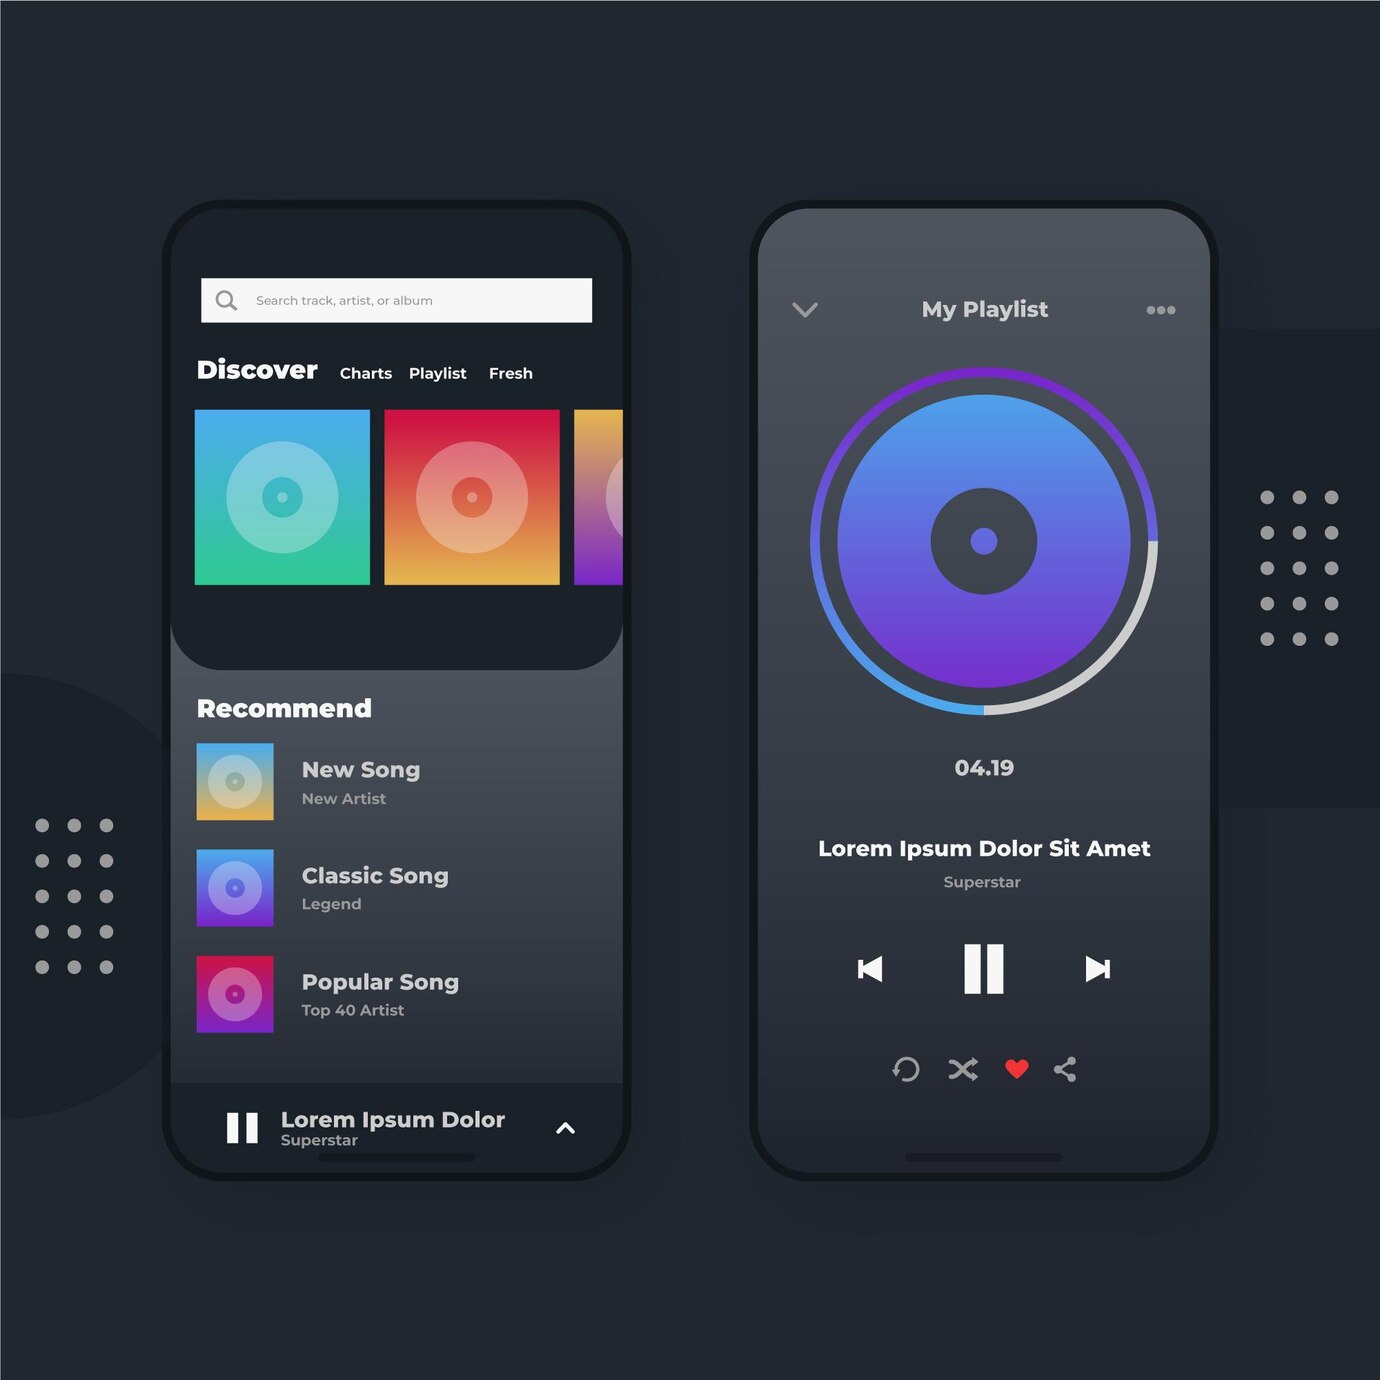 Search track, artist, or album
Discover Charts Playlist Fresh
Recommend
New Song
New Artist
Classic Song
Legend
Popular Song
Top 40 Artist
Lorem Ipsum Dolor
Superstar
My Playlist
04.19
Lorem Ipsum Dolor Sit Amet
Superstar